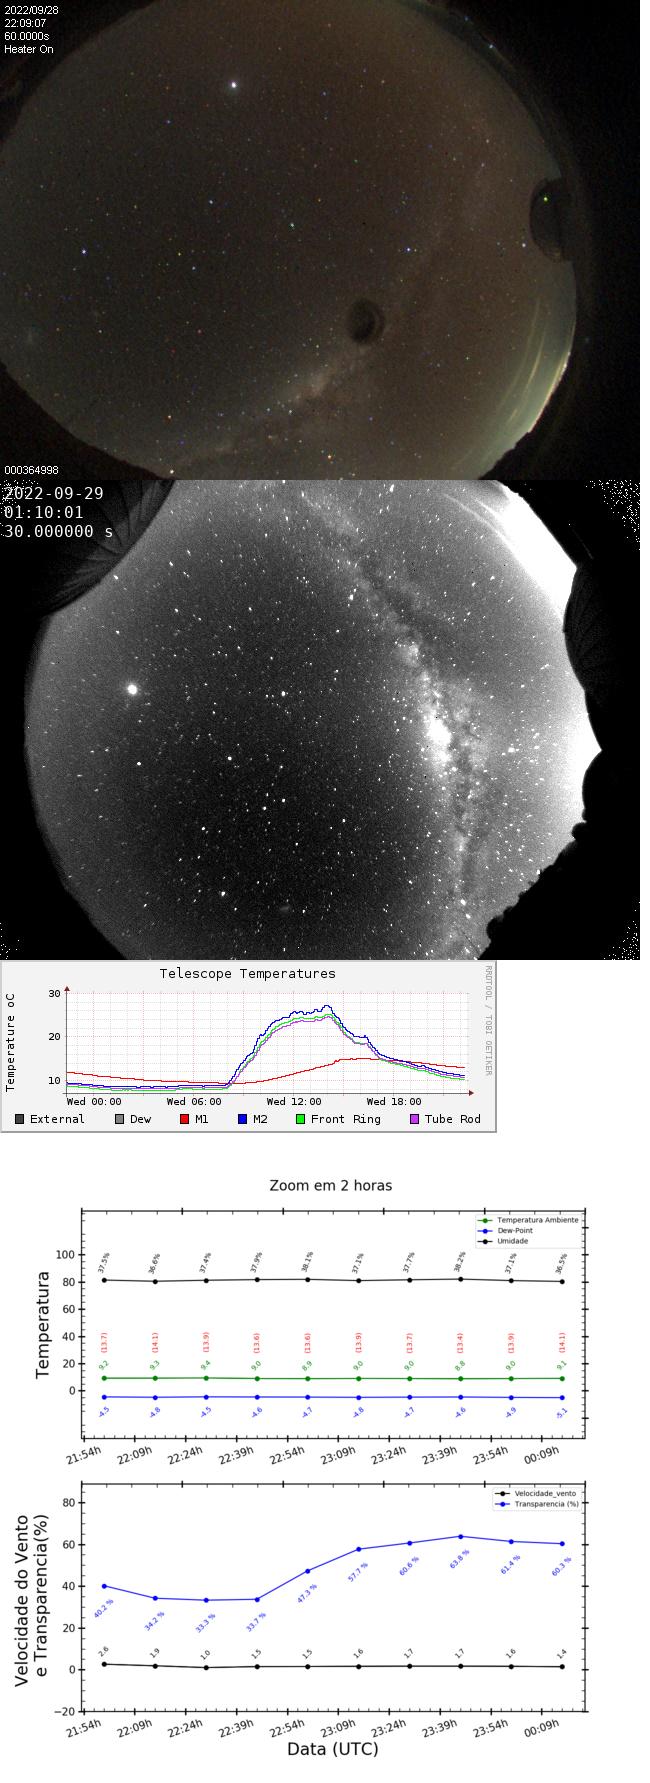 2022/09/28
22:09:07
60.0000s
Heater On
000364998
2022-09-29
01:10:01
30.000000 s
Telescope Temperatures
RRDTOOL / TOBI OETIKER
Temperature oC
30
20
10
Wed 00:00 Wed 06:00 Wed 12:00 Wed 18:00
External Dew M1 M2 Front Ring Tube Rod
Zoom em 2 horas
Temperatura Ambiente
Dew-Point
Umidade
Temperatura
100
80
60
40
20
0
37.5% 36.6% 37.4% 37.9% 38.1% 37.1% 37.7% 38.2% 37.1% 36.5%
(13.7) (14.1) (13.9) (13.6) (13.6) (13.9) (13.7) (13.4) (13.9) (14.1)
9.2 9.3 9.4 9.0 8.9 9.0 9.0 8.8 9.0 9.1
-4.5 -4.8 -4.5 -4.6 -4.7 -4.8 -4.7 -4.6 -4.9 -5.1
21:54h 22:09h 22:24h 22:39h 22:54h 23:09h 23:24h 23:39h 23:54h 00:09h
Velocidade_vento
Transparencia (%)
Velocidade do Vento
e Transparencia(%)
80
60
40
20
0
−20
40.2 % 34.2 % 33.3 % 33.7 % 47.3 % 57.7 % 60.6 % 63.8 % 61.4 % 60.3 %
2.6 1.9 1.0 1.5 1.5 1.6 1.7 1.7 1.6 1.4
21:54h 22:09h 22:24h 22:39h 22:54h 23:09h 23:24h 23:39h 23:54h 00:09h
Data (UTC)